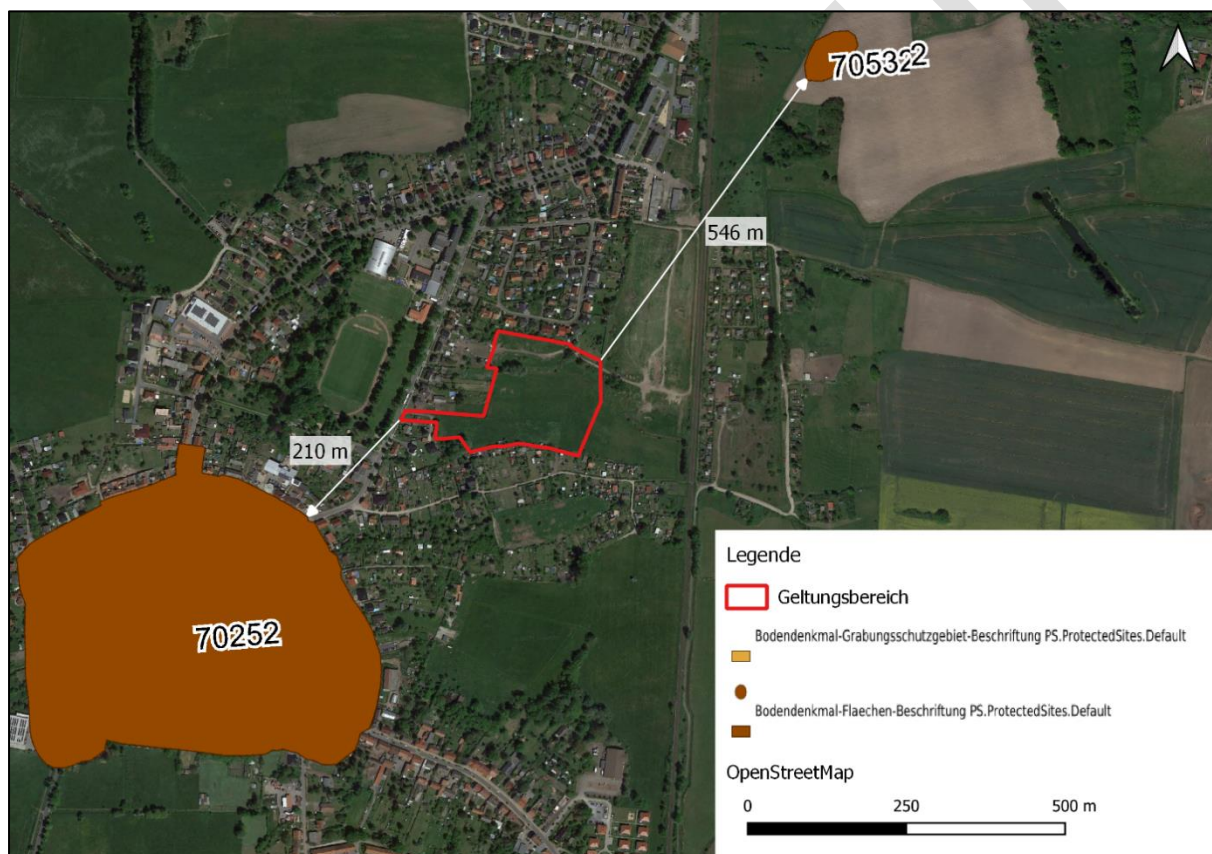 70532
546 m
210 m
70252
Legende
Geltungsbereich
Bodendenkmal-Grabungsschutzgebiet-Beschriftung PS.ProtectedSites.Default
Bodendenkmal-Flaechen-Beschriftung PS.ProtectedSites.Default
OpenStreetMap
0 250 500 m